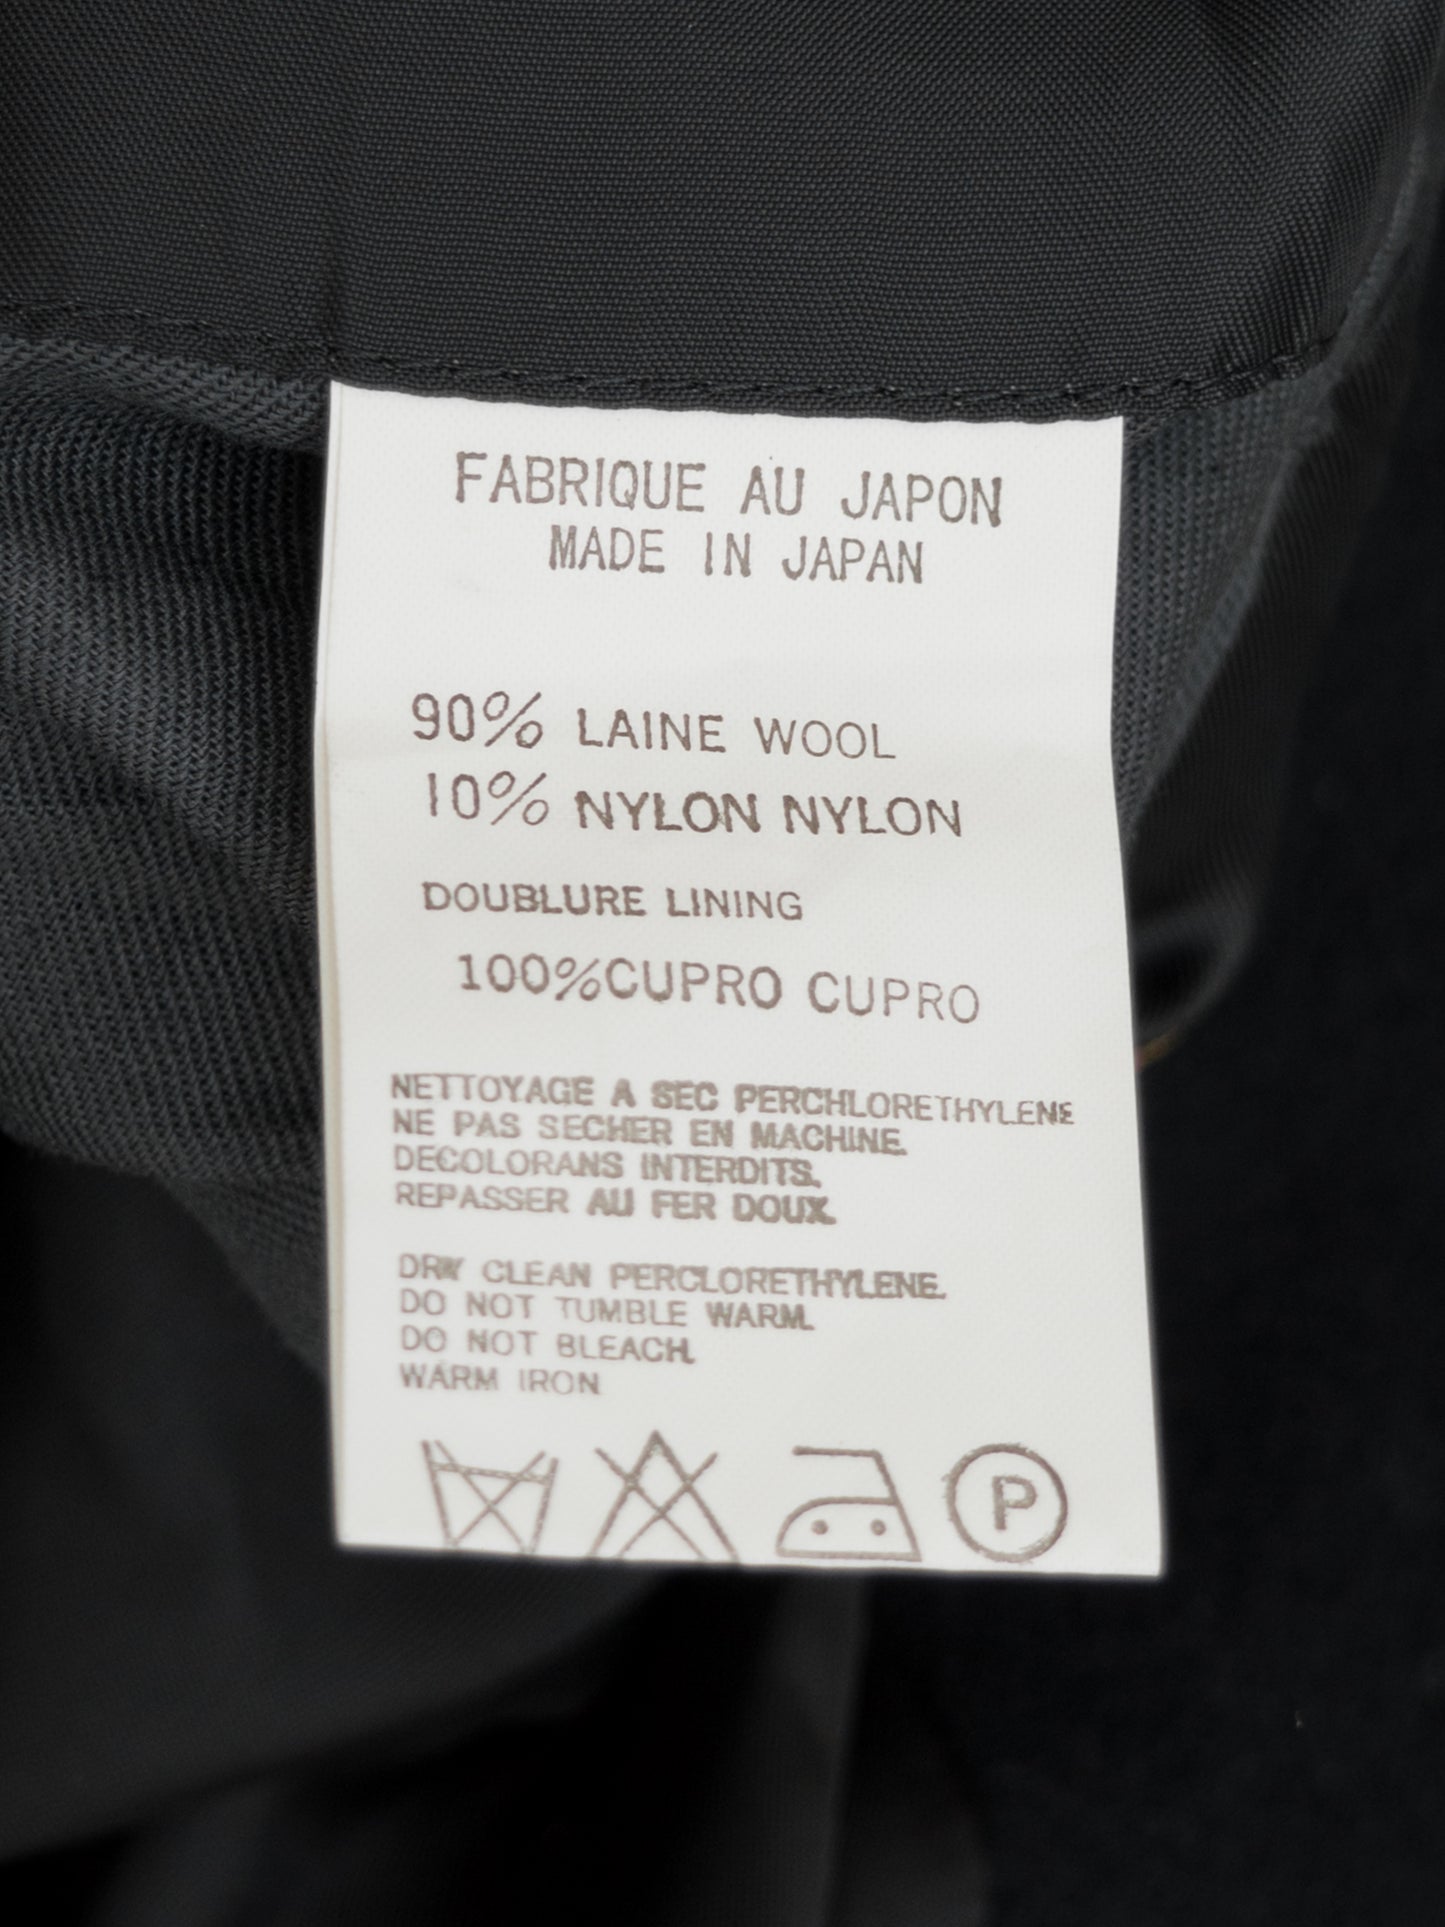 FABRIQUE AU JAPON
MADE IN JAPAN
90% LAINE WOOL
10% NYLON NYLON
DOUBLURE LINING
100%CUPRO CUPRO
NETTOYAGE A SEC PERCHLORETHYLENE
NE PAS SECHER EN MACHINE.
DECOLORANS INTERDITS.
REPASSER AU FER DOUX.
DRY CLEAN PERCLORETHYLENE.
DO NOT TUMBLE WARM.
DO NOT BLEACH.
WARM IRON
P